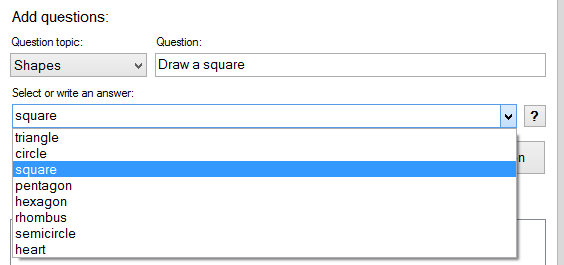 Add questions:
Question topic: Question:
Shapes Draw a square
Select or write an answer:
square ?
triangle
circle
square
pentagon
hexagon
rhombus
semicircle
heart